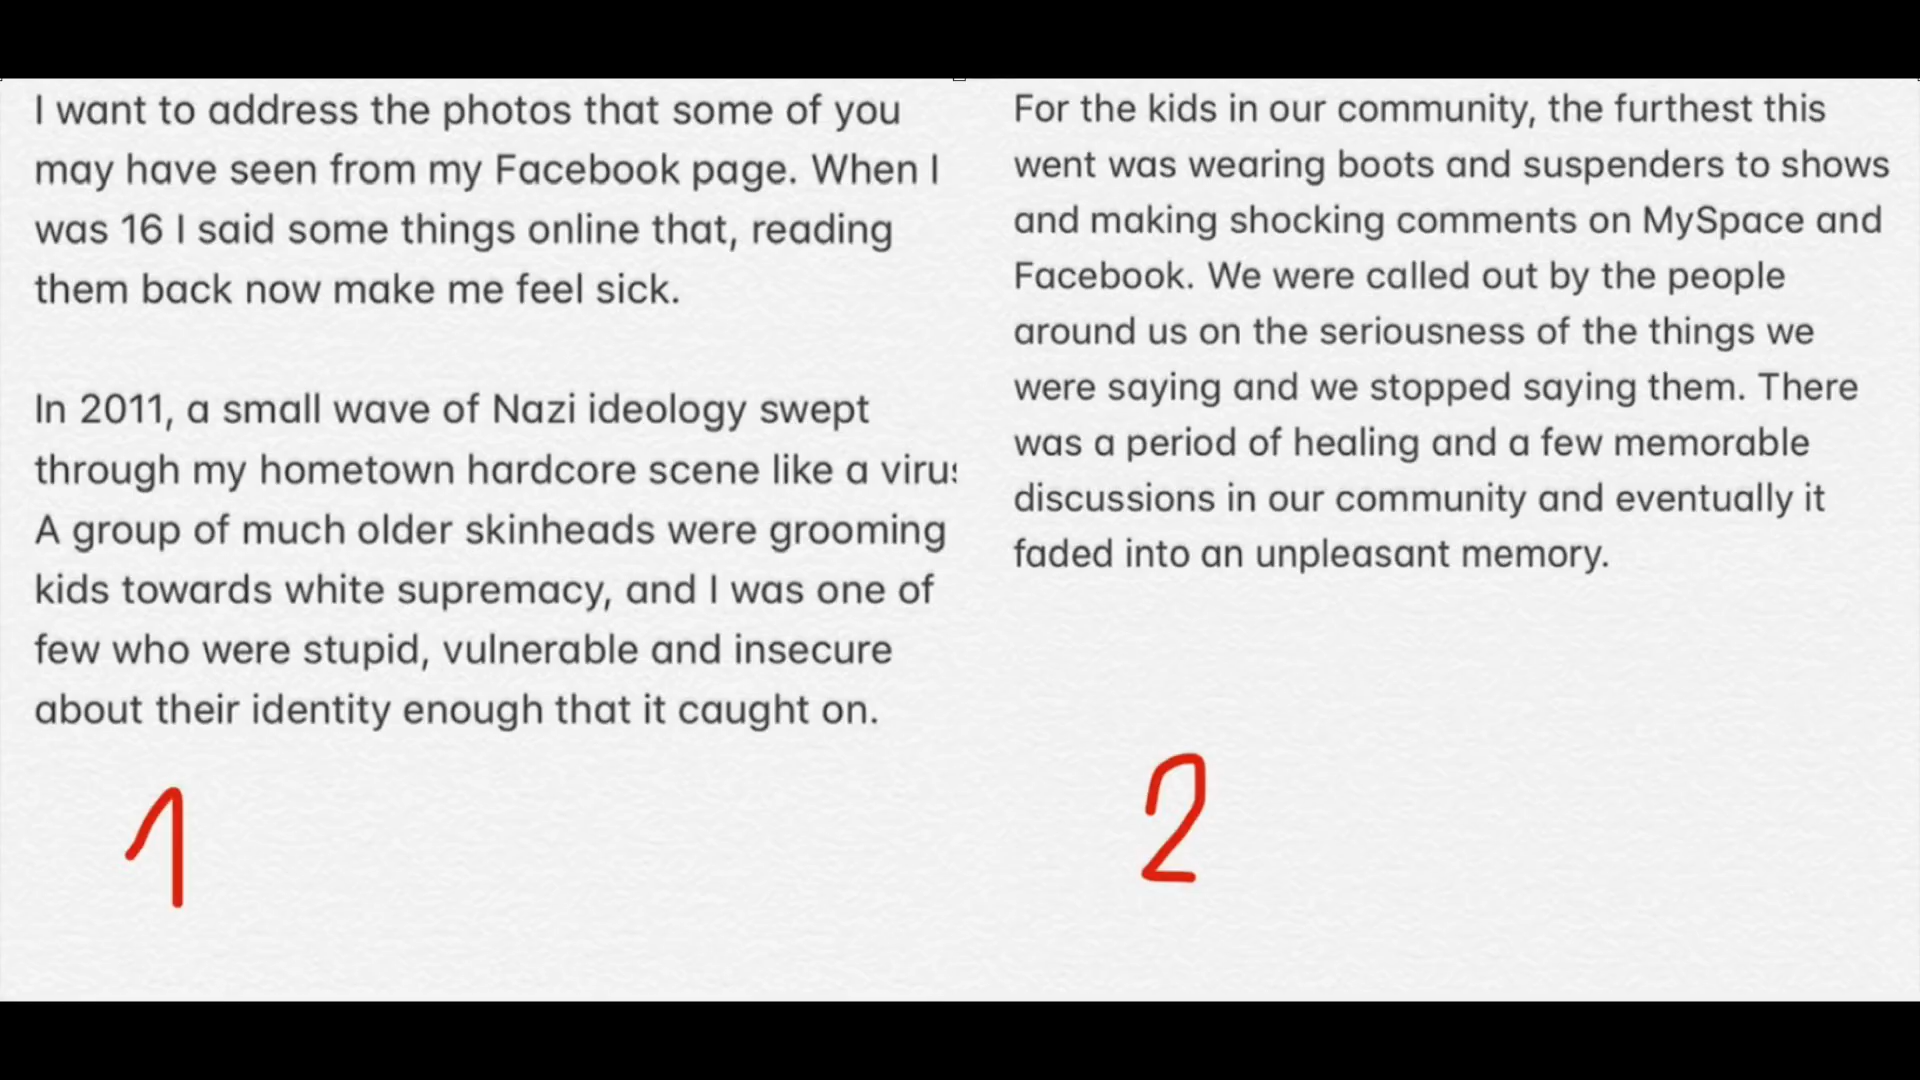 I want to address the photos that some of you
may have seen from my Facebook page. When I
was 16 I said some things online that, reading
them back now make me feel sick.
In 2011, a small wave of Nazi ideology swept
through my hometown hardcore scene like a virus
A group of much older skinheads were grooming
kids towards white supremacy, and I was one of
few who were stupid, vulnerable and insecure
about their identity enough that it caught on.
1
For the kids in our community, the furthest this
went was wearing boots and suspenders to shows
and making shocking comments on MySpace and
Facebook. We were called out by the people
around us on the seriousness of the things we
were saying and we stopped saying them. There
was a period of healing and a few memorable
discussions in our community and eventually it
faded into an unpleasant memory.
2